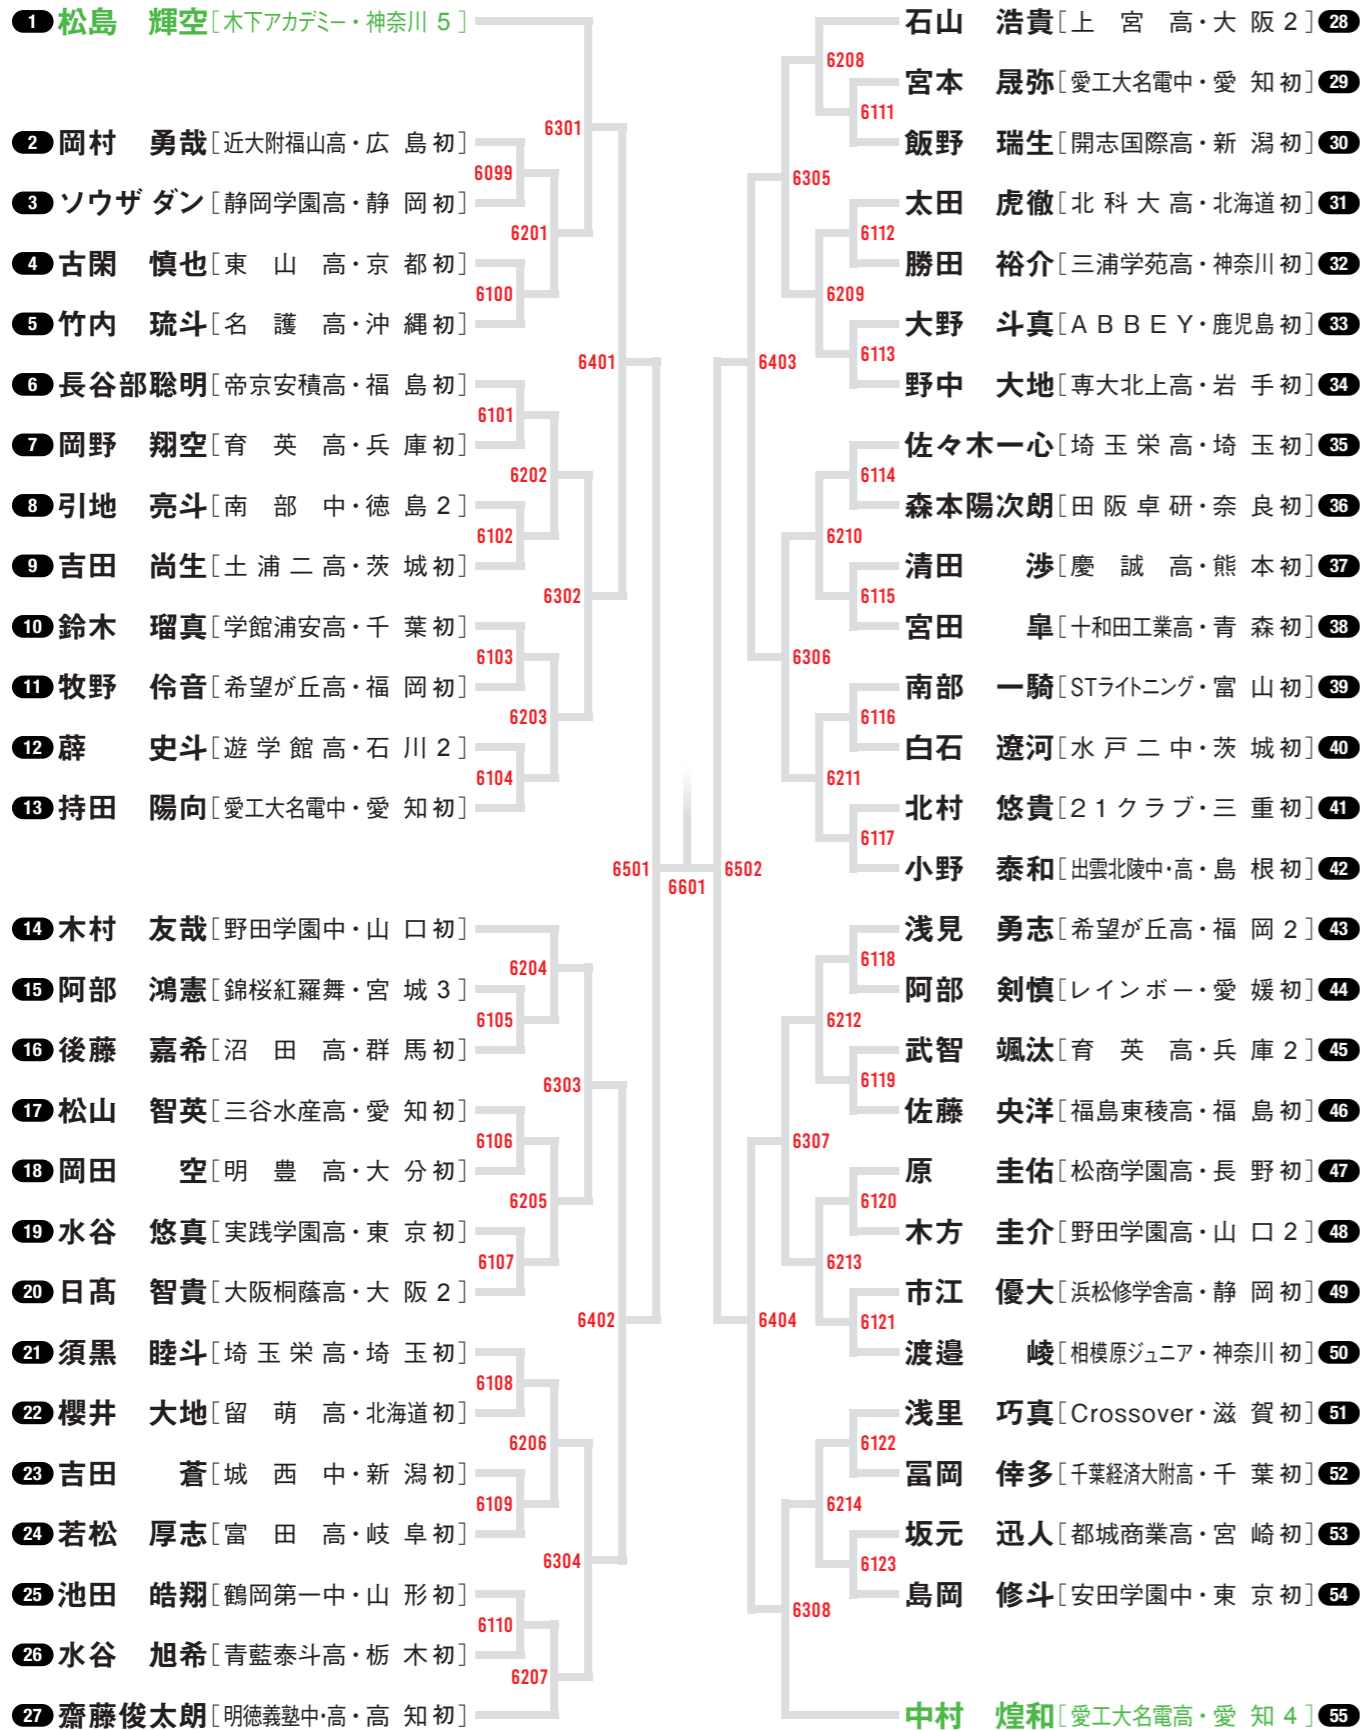 1 松島 輝空［木下アカデミー・神奈川 5］
6301
2 岡村 勇哉［近大附福山高・広 島 初］
6099
3 ソウザ ダン［静岡学園高・静 岡 初］
6201
4 古閑 慎也［東 山 高・京 都 初］
6100
5 竹内 琉斗［名 護 高・沖 縄 初］
6401
6 長谷部聡明［帝京安積高・福 島 初］
6101
7 岡野 翔空［育 英 高・兵 庫 初］
6202
8 引地 亮斗［南 部 中・徳 島 2］
6102
9 吉田 尚生［土 浦 二 高・茨 城 初］
6302
10 鈴木 瑠真［学館浦安高・千 葉 初］
6103
11 牧野 伶音［希望が丘高・福 岡 初］
6203
12 薜 史斗［遊 学 館 高・石 川 2］
6104
13 持田 陽向［愛工大名電中・愛 知 初］
6501
6601
14 木村 友哉［野田学園中・山 口 初］
6204
15 阿部 鴻憲［錦桜紅羅舞・宮 城 3］
6105
16 後藤 嘉希［沼 田 高・群 馬 初］
6303
17 松山 智英［三谷水産高・愛 知 初］
6106
18 岡田 空［明 豊 高・大 分 初］
6205
19 水谷 悠真［実践学園高・東 京 初］
6107
20 日髙 智貴［大阪桐蔭高・大 阪 2］
6402
21 須黒 睦斗［埼 玉 栄 高・埼 玉 初］
6108
22 櫻井 大地［留 萌 高・北海道 初］
6206
23 吉田 蒼［城 西 中・新 潟 初］
6109
24 若松 厚志［富 田 高・岐 阜 初］
6304
25 池田 皓翔［鶴岡第一中・山 形 初］
6110
26 水谷 旭希［青藍泰斗高・栃 木 初］
6207
27 齋藤俊太朗［明徳義塾中・高・高 知 初］
石山 浩貴［上 宮 高・大 阪 2］28
6208
宮本 晟弥［愛工大名電中・愛 知 初］29
6111
飯野 瑞生［開志国際高・新 潟 初］30
6305
太田 虎徹［北 科 大 高・北海道 初］31
6112
勝田 裕介［三浦学苑高・神奈川 初］32
6209
大野 斗真［A B B E Y・鹿児島 初］33
6113
6403
野中 大地［専大北上高・岩 手 初］34
佐々木一心［埼 玉 栄 高・埼 玉 初］35
6114
森本陽次朗［田 阪 卓 研・奈 良 初］36
6210
清田 渉［慶 誠 高・熊 本 初］37
6115
宮田 皐［十和田工業高・青 森 初］38
6306
南部 一騎［STライトニング・富 山 初］39
6116
白石 遼河［水 戸 二 中・茨 城 初］40
6211
北村 悠貴［2 1 ク ラ ブ・三 重 初］41
6117
小野 泰和［出雲北陵中・高・島 根 初］42
6502
浅見 勇志［希望が丘高・福 岡 2］43
6118
阿部 剣慎［レインボー・愛 媛 初］44
6212
武智 颯汰［育 英 高・兵 庫 2］45
6119
佐藤 央洋［福島東稜高・福 島 初］46
6307
原 圭佑［松商学園高・長 野 初］47
6120
木方 圭介［野田学園高・山 口 2］48
6213
市江 優大［浜松修学舎高・静 岡 初］49
6121
6404
渡邉 崚［相模原ジュニア・神奈川 初］50
浅里 巧真［Crossover・滋 賀 初］51
6122
冨岡 倖多［千葉経済大附高・千 葉 初］52
6214
坂元 迅人［都城商業高・宮 崎 初］53
6123
島岡 修斗［安田学園中・東 京 初］54
6308
中村 煌和［愛工大名電高・愛 知 4］55